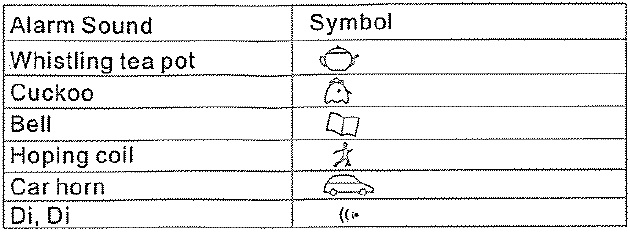 Alarm Sound Symbol
Whistling tea pot
Cuckoo
Bell
Hoping coil
Car horn
Di, Di